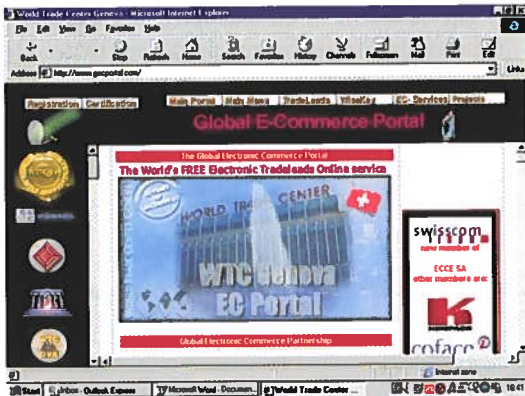 World Trade Center Geneva - Microsoft Internet Explorer
File Edit View Go Favorites Help
Back Stop Refresh Home Search Favorites History Channels Fullscreen Mail Print Edit
Address http://www.gecportal.com/ Links
Registration Certification Main Portal Main Menu TradeLeads WiseKey EC-Services Projects
Global E-Commerce Portal
The Global Electronic Commerce Portal
The World's FREE Electronic Tradeleads Online service
WORLD TRADE CENTER
WTC Geneva
EC Portal
Global Electronic Commerce Partnership
swisscom
new member of
ECCE SA
other members are:
coface
Internet zone
Start Inbox - Outlook Express Microsoft Word - Documen... World Trade Center ... 16:41